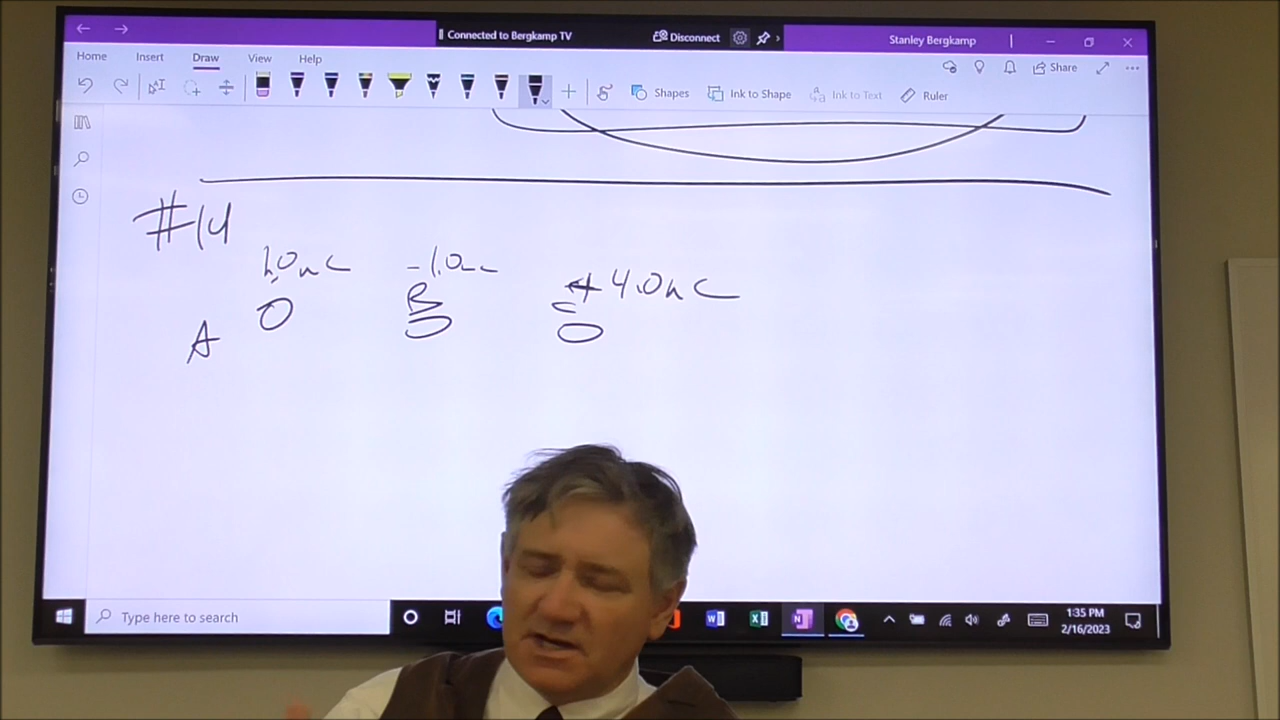 Connected to Bergkamp TV
Disconnect
Stanley Bergkamp
Home Insert Draw View Help
Share
Shapes Ink to Shape Ink to Text Ruler
#14
1.0nC -1.0nC +4.0nC
B C
A
Type here to search
1:35 PM
2/16/2023